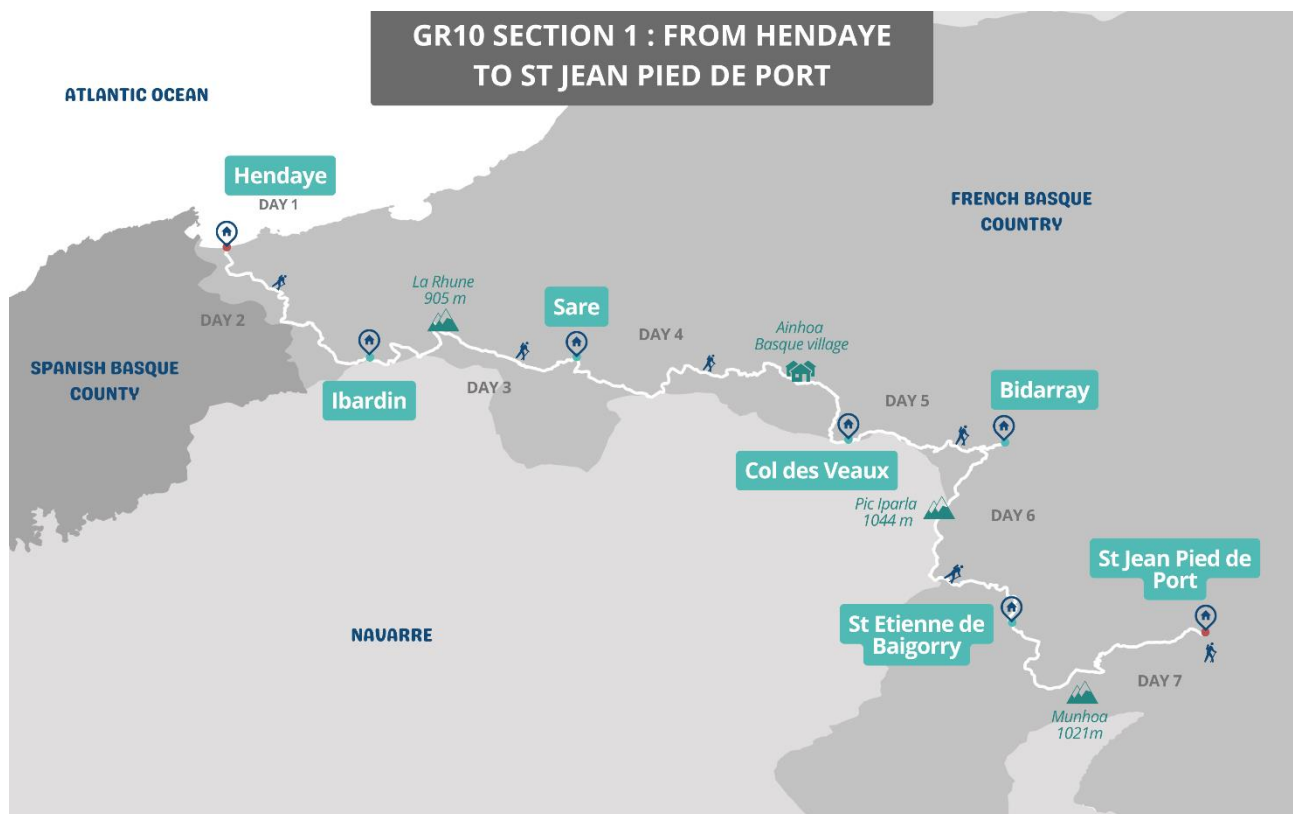 GR10 SECTION 1 : FROM HENDAYE
TO ST JEAN PIED DE PORT
ATLANTIC OCEAN
Hendaye
DAY 1
FRENCH BASQUE
COUNTRY
La Rhune
905 m
Sare
DAY 2
DAY 4
Ainhoa
Basque village
SPANISH BASQUE
COUNTY
Ibardin
DAY 3
DAY 5
Bidarray
Col des Veaux
Pic Iparla
1044 m
DAY 6
St Jean Pied de
Port
St Etienne de
Baigorry
NAVARRE
DAY 7
Munhoa
1021m